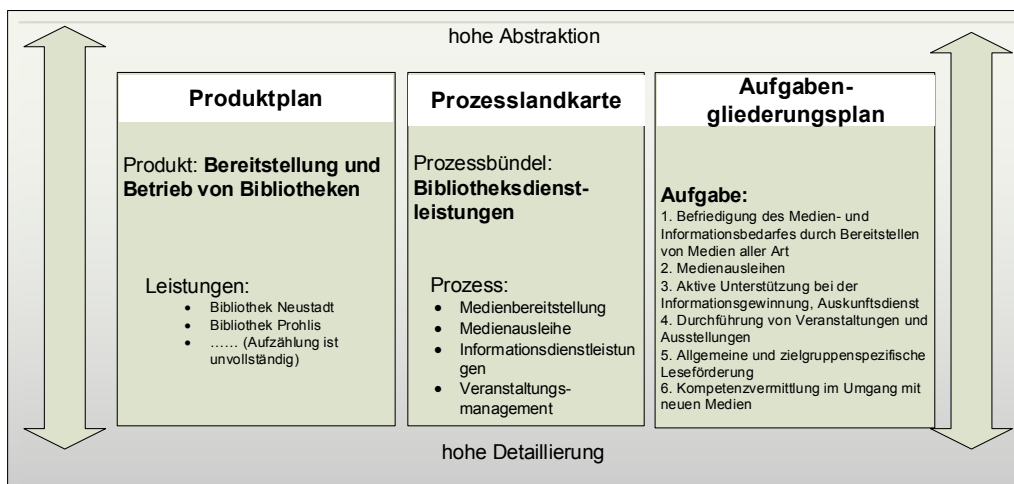 hohe Abstraktion
Produktplan
Produkt: Bereitstellung und
Betrieb von Bibliotheken
Leistungen:
• Bibliothek Neustadt
• Bibliothek Prohlis
• …... (Aufzählung ist
unvollständig)
Prozesslandkarte
Prozessbündel:
Bibliotheksdienst-
leistungen
Prozess:
• Medienbereitstellung
• Medienausleihe
• Informationsdienstleistun
gen
• Veranstaltungs-
management
Aufgaben-
gliederungsplan
Aufgabe:
1. Befriedigung des Medien- und
Informationsbedarfes durch Bereitstellen
von Medien aller Art
2. Medienausleihen
3. Aktive Unterstützung bei der
Informationsgewinnung, Auskunftsdienst
4. Durchführung von Veranstaltungen und
Ausstellungen
5. Allgemeine und zielgruppenspezifische
Leseförderung
6. Kompetenzvermittlung im Umgang mit
neuen Medien
hohe Detaillierung